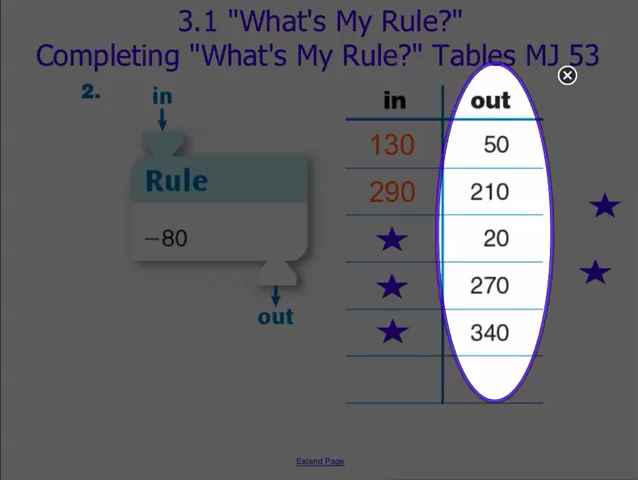 3.1 "What's My Rule?"
Completing "What's My Rule?" Tables MJ 53
2.
in
Rule
−80
out
in out
130 50
290 210
20
270
340
Extend Page